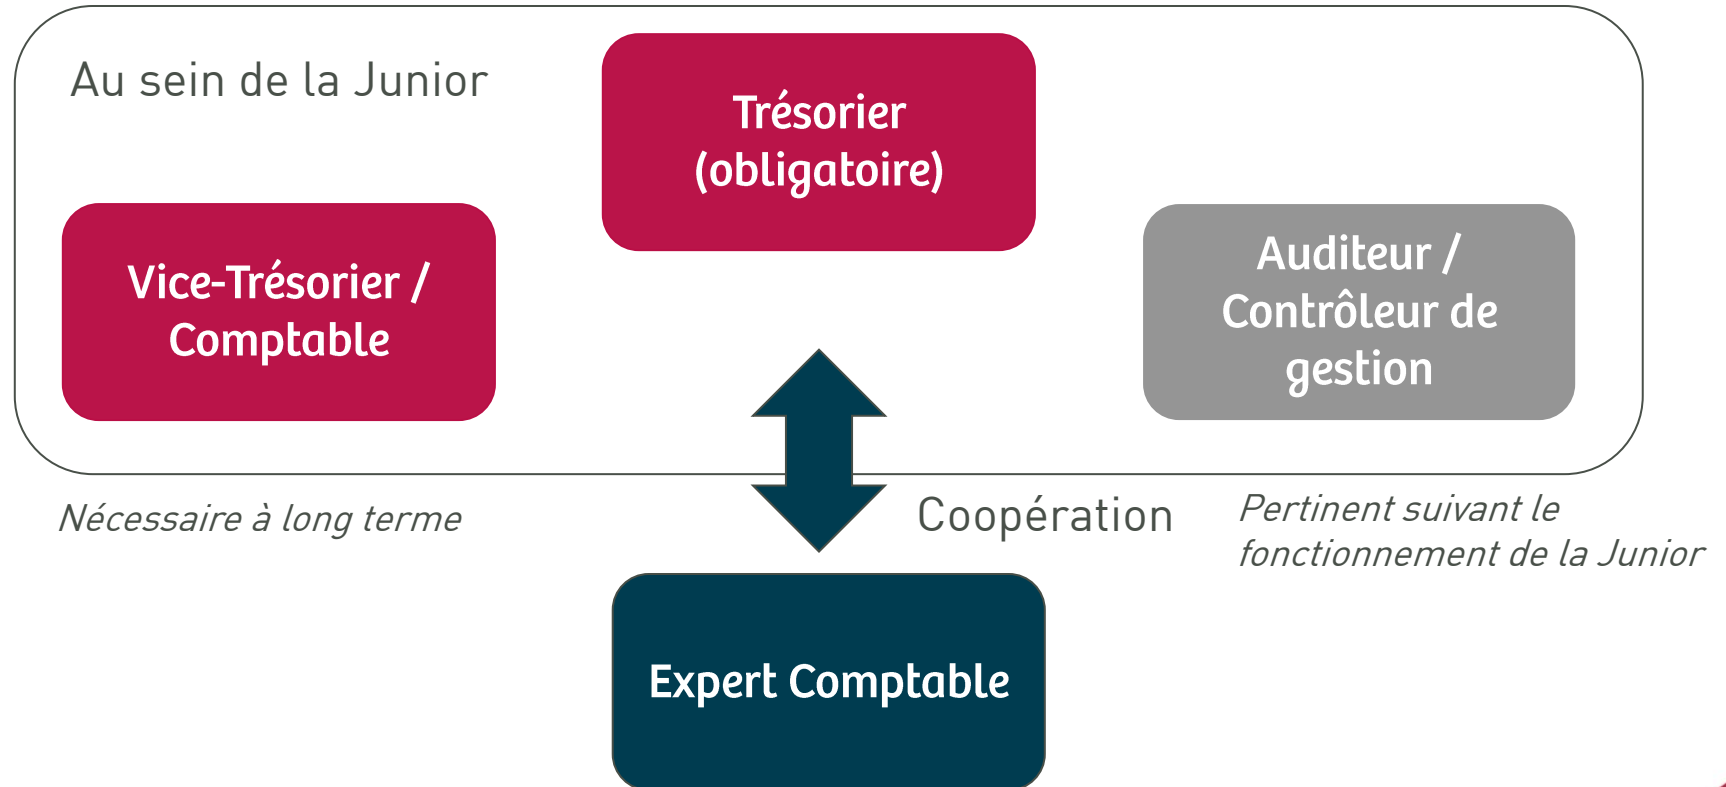 Au sein de la Junior
Trésorier
(obligatoire)
Vice-Trésorier /
Comptable
Auditeur /
Contrôleur de
gestion
Nécessaire à long terme
Coopération
Pertinent suivant le
fonctionnement de la Junior
Expert Comptable